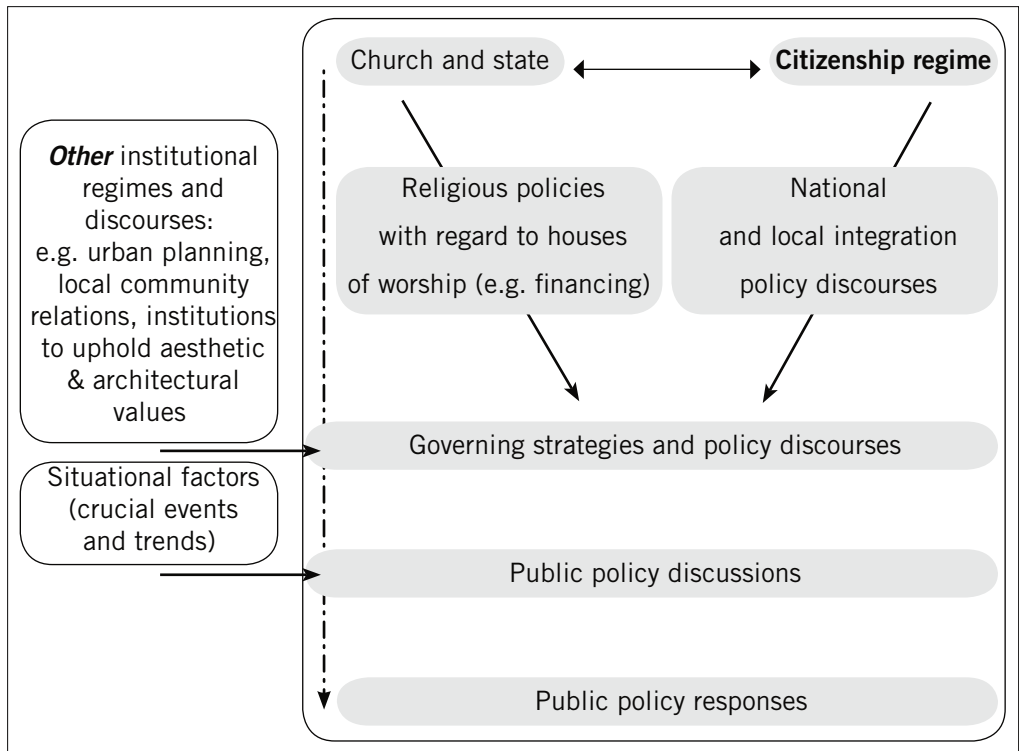 Church and state
Citizenship regime
Other institutional
regimes and
discourses:
e.g. urban planning,
local community
relations, institutions
to uphold aesthetic
& architectural
values
Religious policies
with regard to houses
of worship (e.g. financing)
National
and local integration
policy discourses
Governing strategies and policy discourses
Situational factors
(crucial events
and trends)
Public policy discussions
Public policy responses